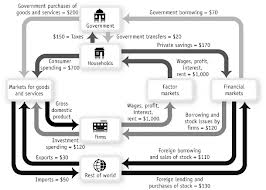 Government purchases of
goods and services = $200
Government borrowing = $70
Government
$150 = Taxes
Government transfers = $20
Private savings = $170
Households
Consumer
spending = $700
Wages, profit,
interest,
rent = $1,000
Markets for goods
and services
Factor
markets
Financial
markets
Gross
domestic
product
Wages, profit,
interest,
rent = $1,000
Firms
Borrowing and
stock issues by
firms = $120
Investment
spending = $120
Exports = $30
Imports = $50
Rest of world
Foreign borrowing
and sales of stock = $110
Foreign lending and
purchases of stock = $130